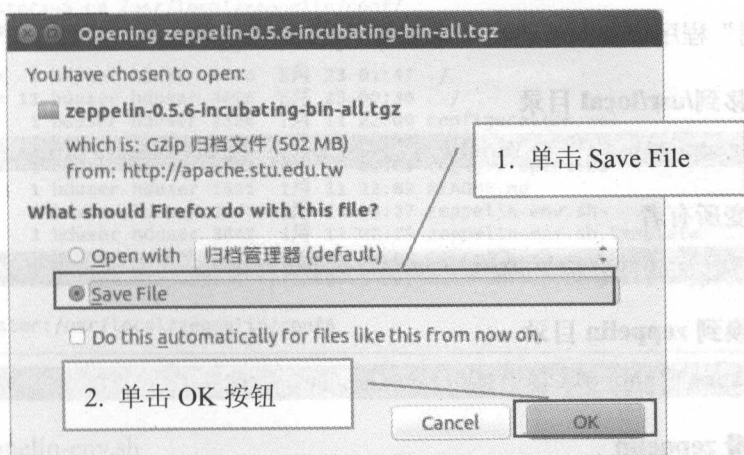 Opening zeppelin-0.5.6-incubating-bin-all.tgz
You have chosen to open:
zeppelin-0.5.6-incubating-bin-all.tgz
which is: Gzip 归档文件 (502 MB)
from: http://apache.stu.edu.tw
1. 单击 Save File
What should Firefox do with this file?
Open with 归档管理器 (default)
Save File
Do this automatically for files like this from now on.
2. 单击 OK 按钮
Cancel OK